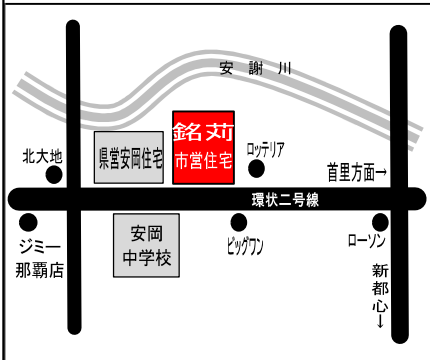 安謝川
銘苅
市営住宅
県営安岡住宅
北大地
ロッテリア
首里方面→
環状二号線
ジミー
那覇店
安岡
中学校
ビッグワン
ローソン
新都心↓